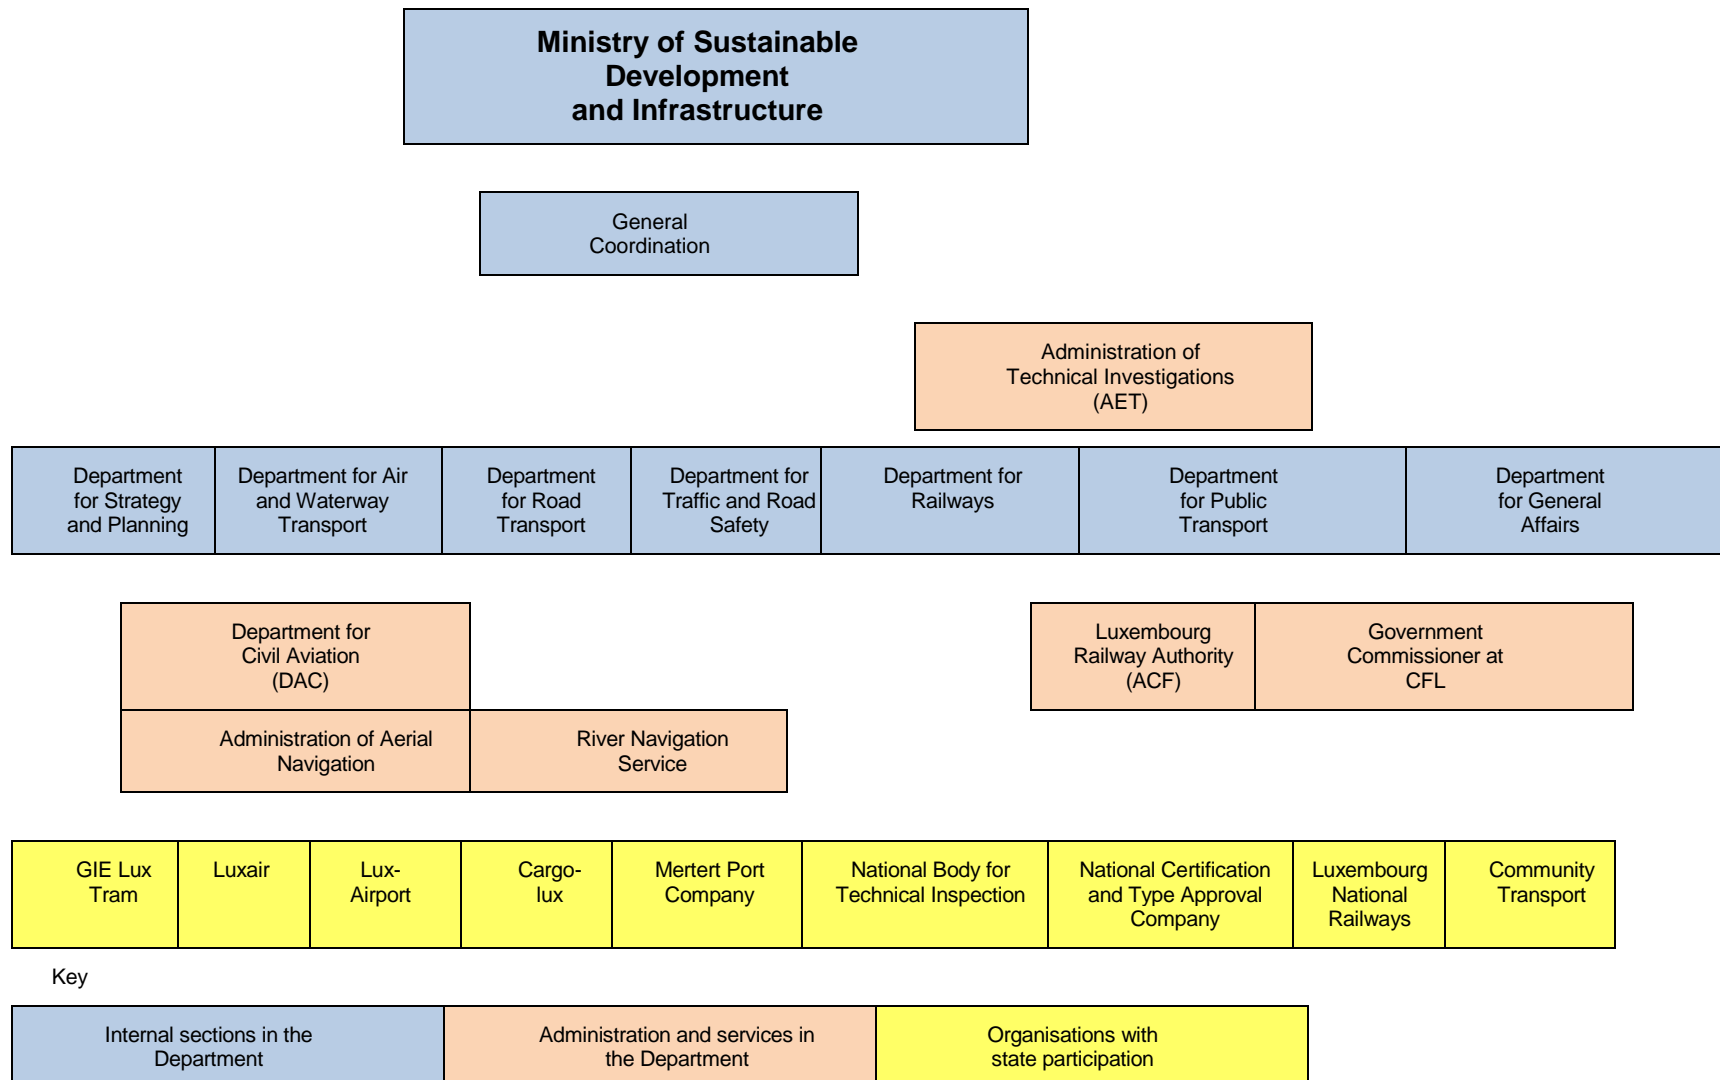 Ministry of Sustainable
Development
and Infrastructure
General
Coordination
Administration of
Technical Investigations
(AET)
Department
for Strategy
and Planning
Department for Air
and Waterway
Transport
Department
for Road
Transport
Department for
Traffic and Road
Safety
Department for
Railways
Department
for Public
Transport
Department
for General
Affairs
Department for
Civil Aviation
(DAC)
Luxembourg
Railway Authority
(ACF)
Government
Commissioner at
CFL
Administration of Aerial
Navigation
River Navigation
Service
GIE Lux
Tram
Luxair
Lux-
Airport
Cargo-
lux
Mertert Port
Company
National Body for
Technical Inspection
National Certification
and Type Approval
Company
Luxembourg
National
Railways
Community
Transport
Key
Internal sections in the
Department
Administration and services in
the Department
Organisations with
state participation